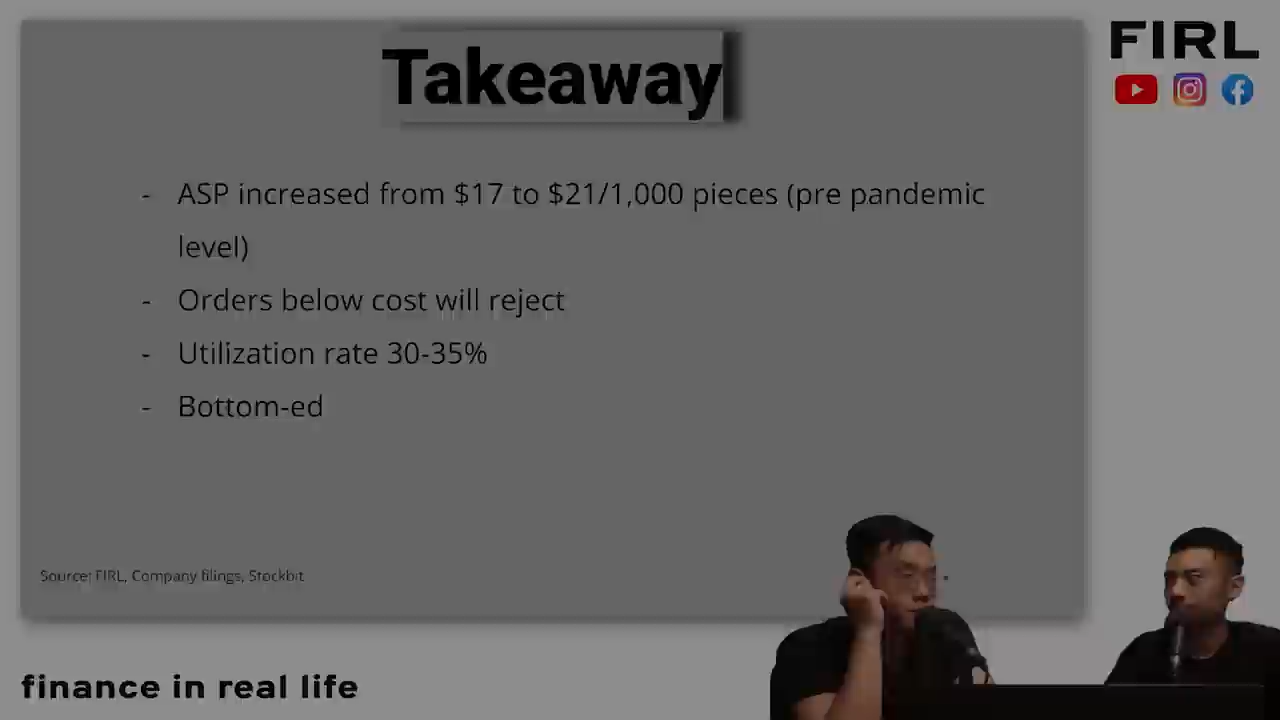 Takeaway
FIRL
- ASP increased from $17 to $21/1,000 pieces (pre pandemic
level)
- Orders below cost will reject
- Utilization rate 30-35%
- Bottom-ed
Source: FIRL, Company filings, Stockbit
finance in real life